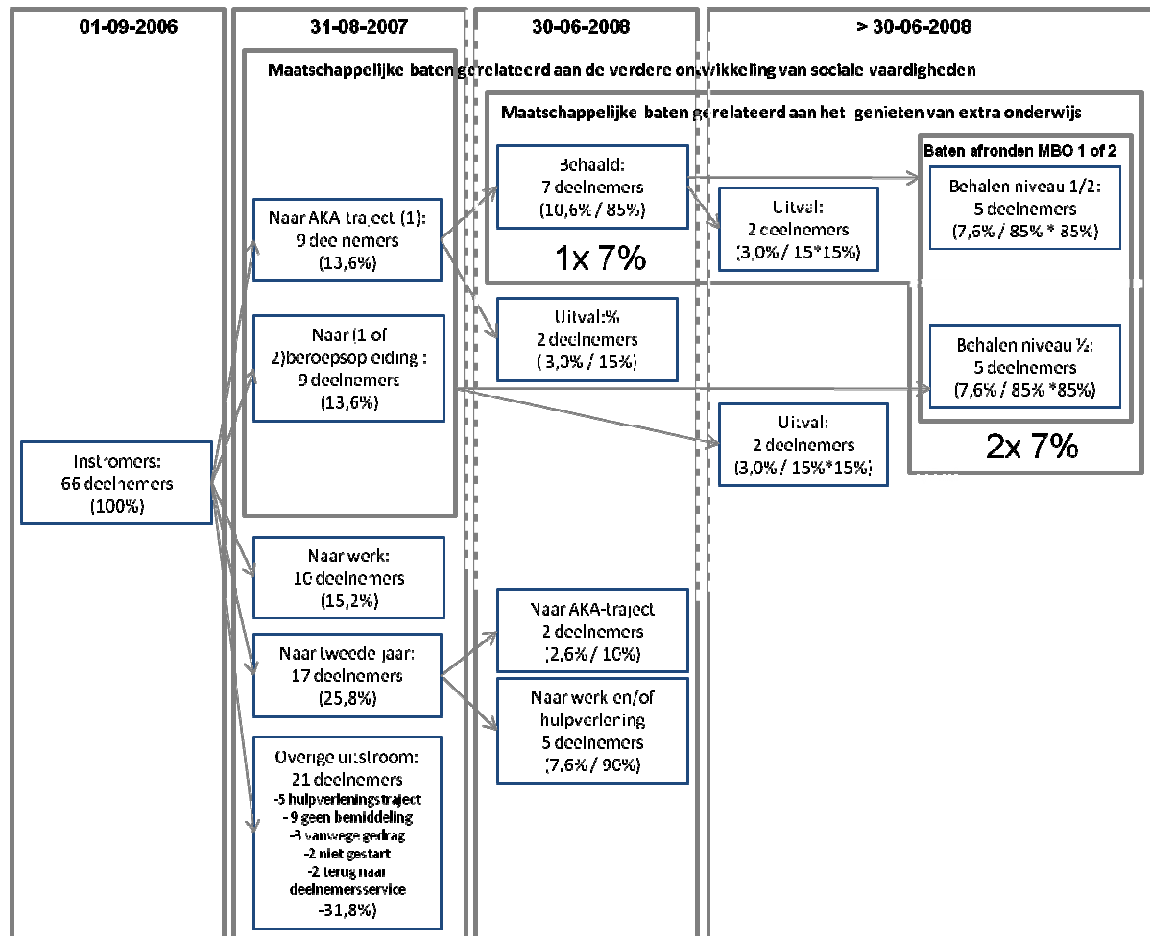 01-09-2006
31-08-2007
30-06-2008
> 30-06-2008
Maatschappelijke baten gerelateerd aan de verdere ontwikkeling van sociale vaardigheden
Maatschappelijke baten gerelateerd aan het genieten van extra onderwijs
Baten afronden MBO 1 of 2
Instromers:
66 deelnemers
(100%)
Naar AKA traject (1):
9 deelnemers
(13,6%)
Naar (1 of
2)beroepsopleiding:
9 deelnemers
(13,6%)
Naar werk:
10 deelnemers
(15,2%)
Naar tweede jaar:
17 deelnemers
(25,8%)
Overige uitstroom:
21 deelnemers
-5 hulpverleningstraject
-9 geen bemiddeling
-3 vanwege gedrag
-2 niet gestart
-2 terug naar
deelnemersservice
-31,8%)
Behaald:
7 deelnemers
(10,6% / 85%)
1x 7%
Uitval:%
2 deelnemers
(3,0% / 15%)
Naar AKA-traject
2 deelnemers
(2,6% / 10%)
Naar werk en/of
hulpverlening
5 deelnemers
(7,6% / 90%)
Uitval:
2 deelnemers
(3,0% / 15*15%)
Uitval:
2 deelnemers
(3,0% / 15%*15%)
Behalen niveau 1/2:
5 deelnemers
(7,6% / 85% * 85%)
Behalen niveau ½:
5 deelnemers
(7,6% / 85% *85%)
2x 7%